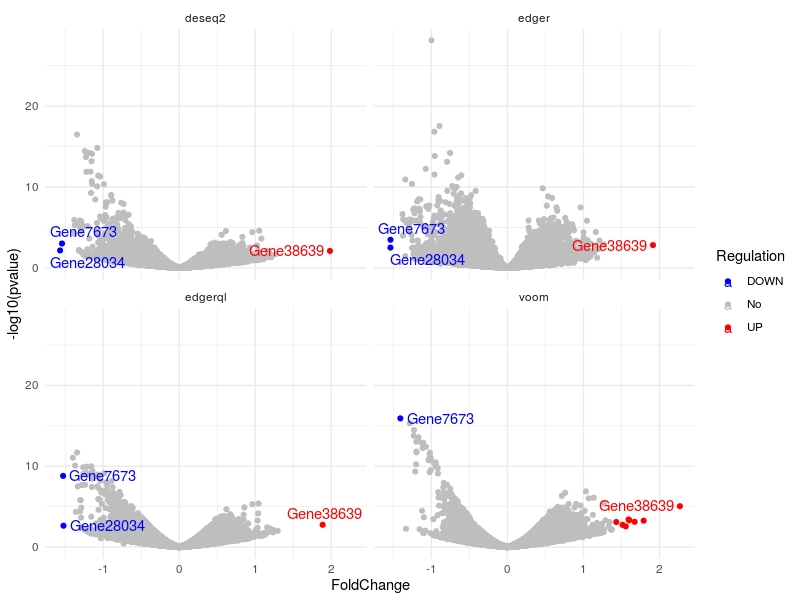 deseq2
edger
20
10
0
Gene7673
Gene28034
Gene38639
Gene7673
Gene28034
Gene38639
edgerql
voom
20
10
0
Gene7673
Gene28034
Gene38639
Gene7673
Gene38639
-1
0
1
2
-1
0
1
2
FoldChange
-log10(pvalue)
Regulation
a DOWN
a No
a UP